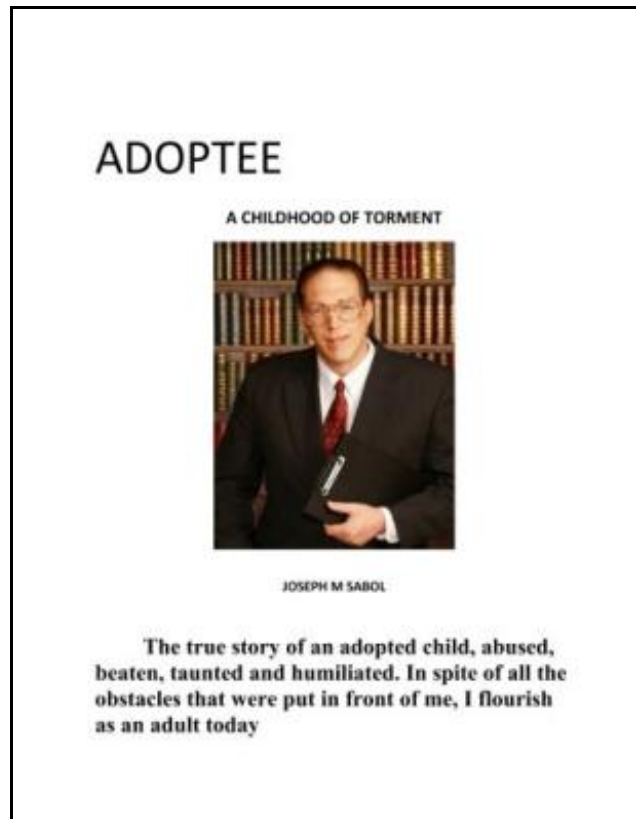 ADOPTEE
A CHILDHOOD OF TORMENT
JOSEPH M SABOL
The true story of an adopted child, abused,
beaten, taunted and humiliated. In spite of all the
obstacles that were put in front of me, I flourish
as an adult today